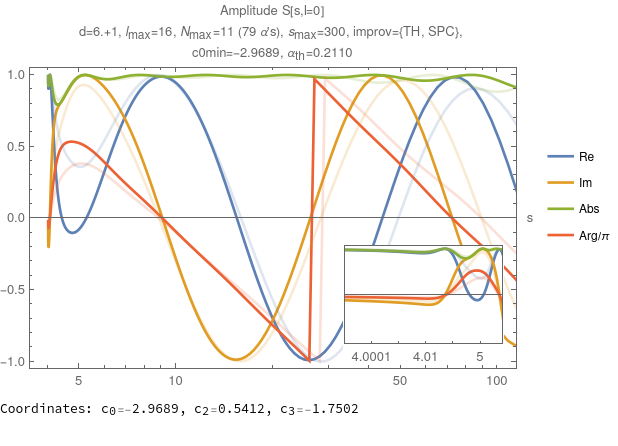 Amplitude S[s,l=0]
d=6.+1, lmax=16, Nmax=11 (79 α's), smax=300, improv={TH, SPC},
c0min=−2.9689, αth=0.2110
1.0
0.5
0.0
−0.5
−1.0
5
10
50
100
s
4.0001
4.01
5
Re
Im
Abs
Arg/π
Coordinates: c0=−2.9689, c2=0.5412, c3=−1.7502